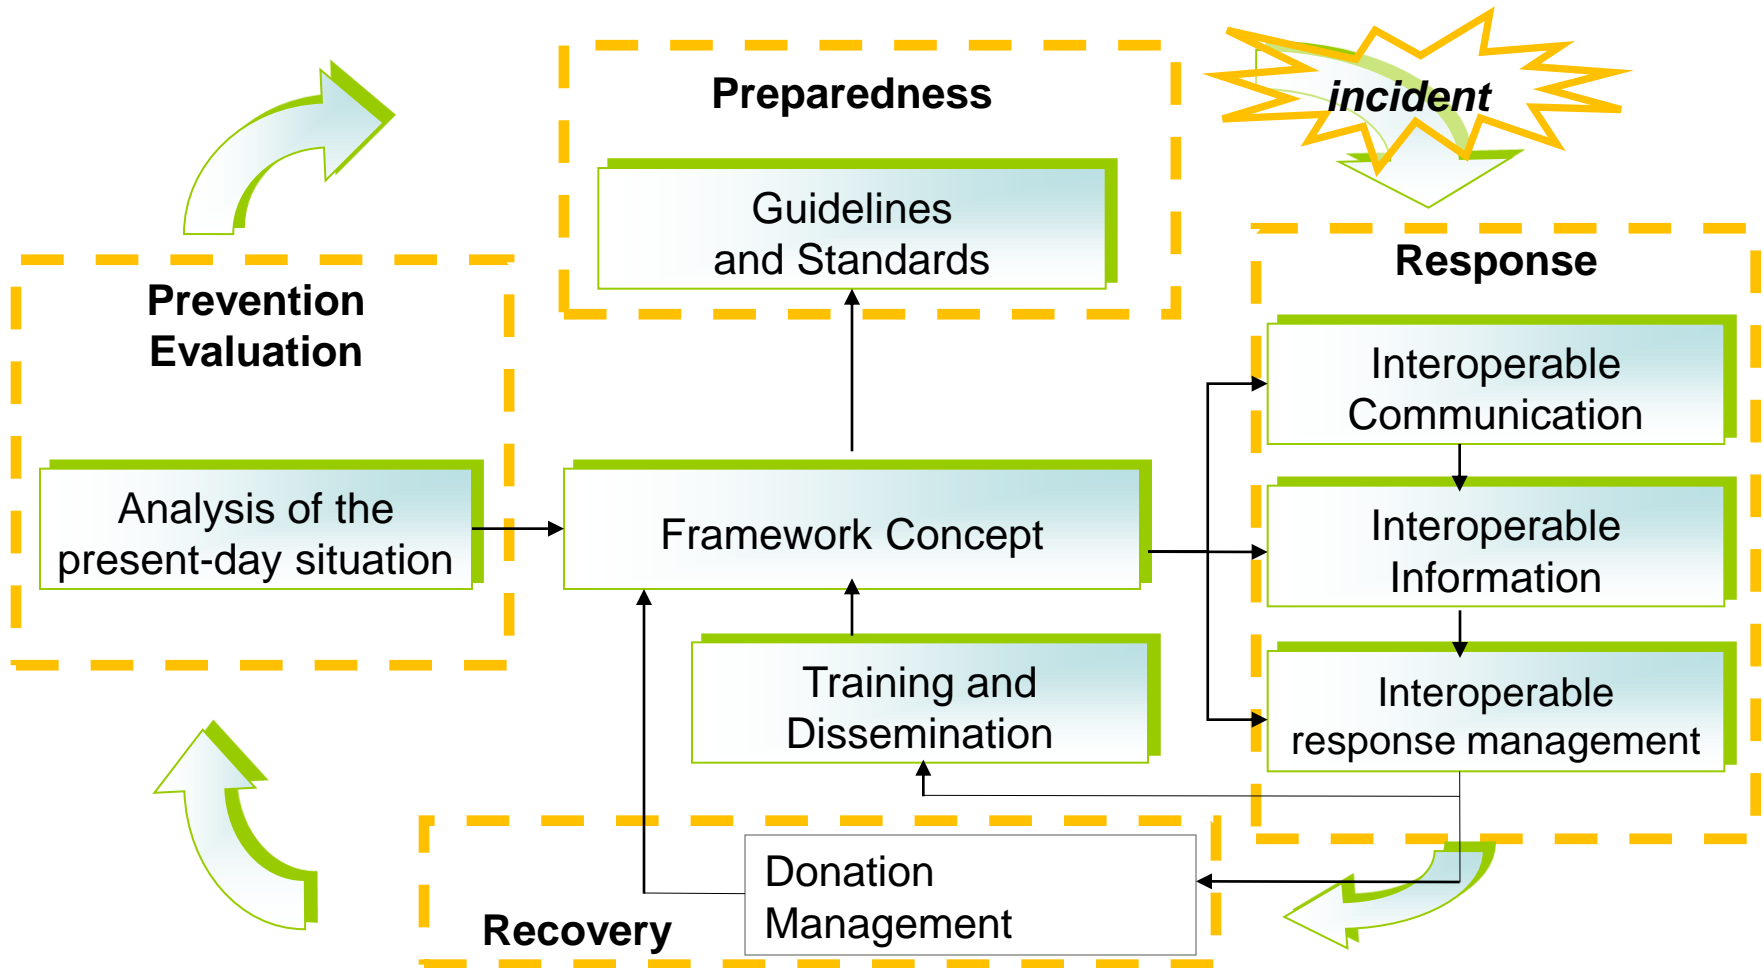 Preparedness
Guidelines
and Standards
incident
Prevention
Evaluation
Analysis of the
present-day situation
Framework Concept
Training and
Dissemination
Response
Interoperable
Communication
Interoperable
Information
Interoperable
response management
Recovery
Donation
Management